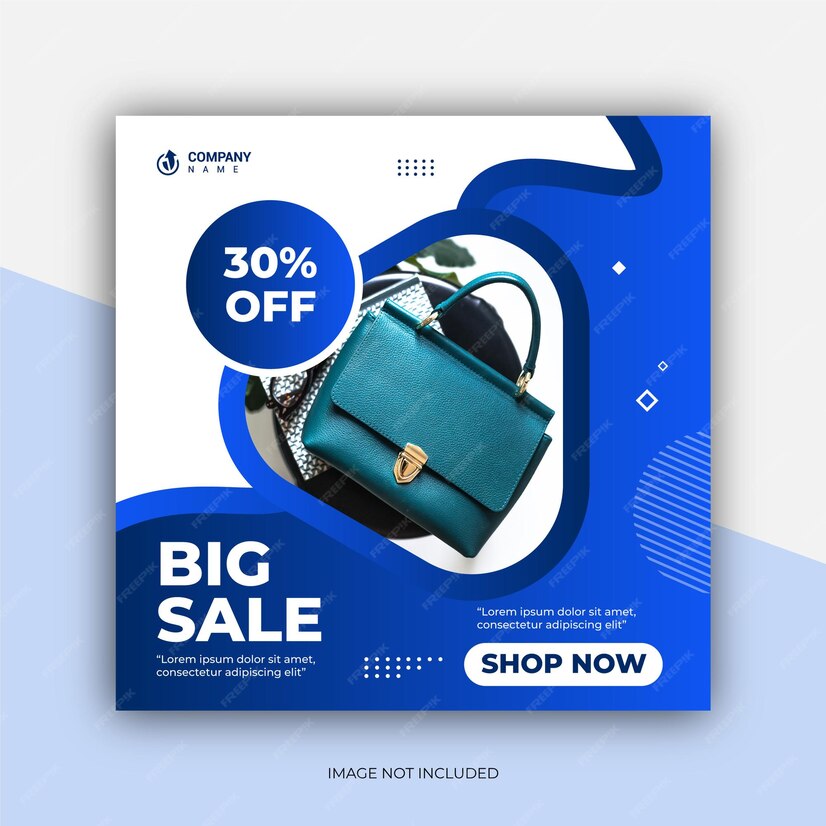 COMPANY
NAME
30%
OFF
BIG
SALE
“Lorem ipsum dolor sit amet,
consectetur adipiscing elit”
“Lorem ipsum dolor sit amet,
consectetur adipiscing elit”
SHOP NOW
IMAGE NOT INCLUDED
FREEPIK